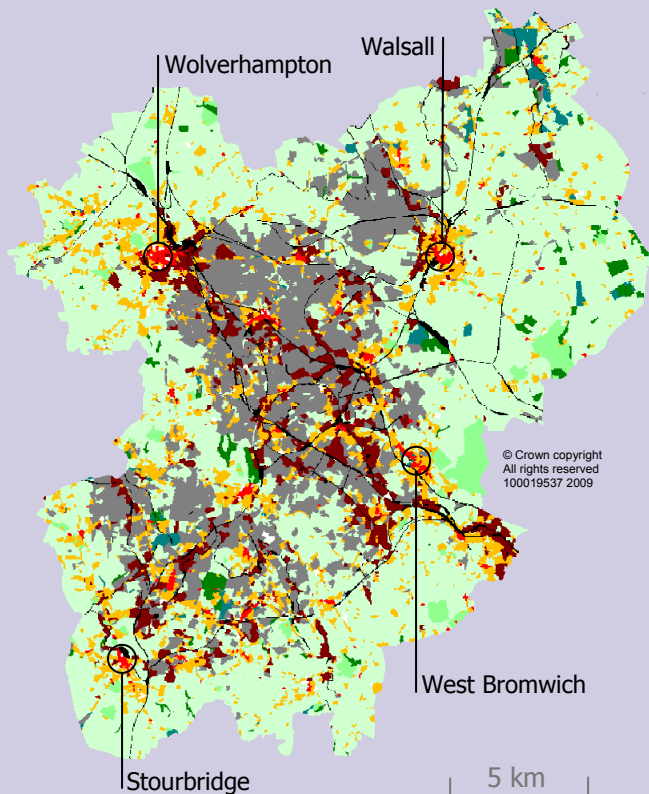 Walsall
Wolverhampton
© Crown copyright
All rights reserved
100019537 2009
West Bromwich
Stourbridge
5 km